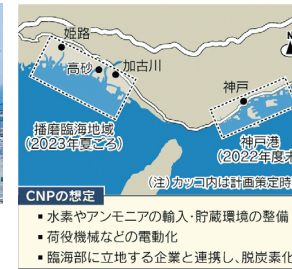 N
姫路
高砂
加古川
神戸
播磨臨海地域
(2023年夏ごろ)
神戸港
(2022年度末
(注)カッコ内は計画策定時
CNPの想定
▪水素やアンモニアの輸入・貯蔵環境の整備
▪荷役機械などの電動化
▪臨海部に立地する企業と連携し、脱炭素化